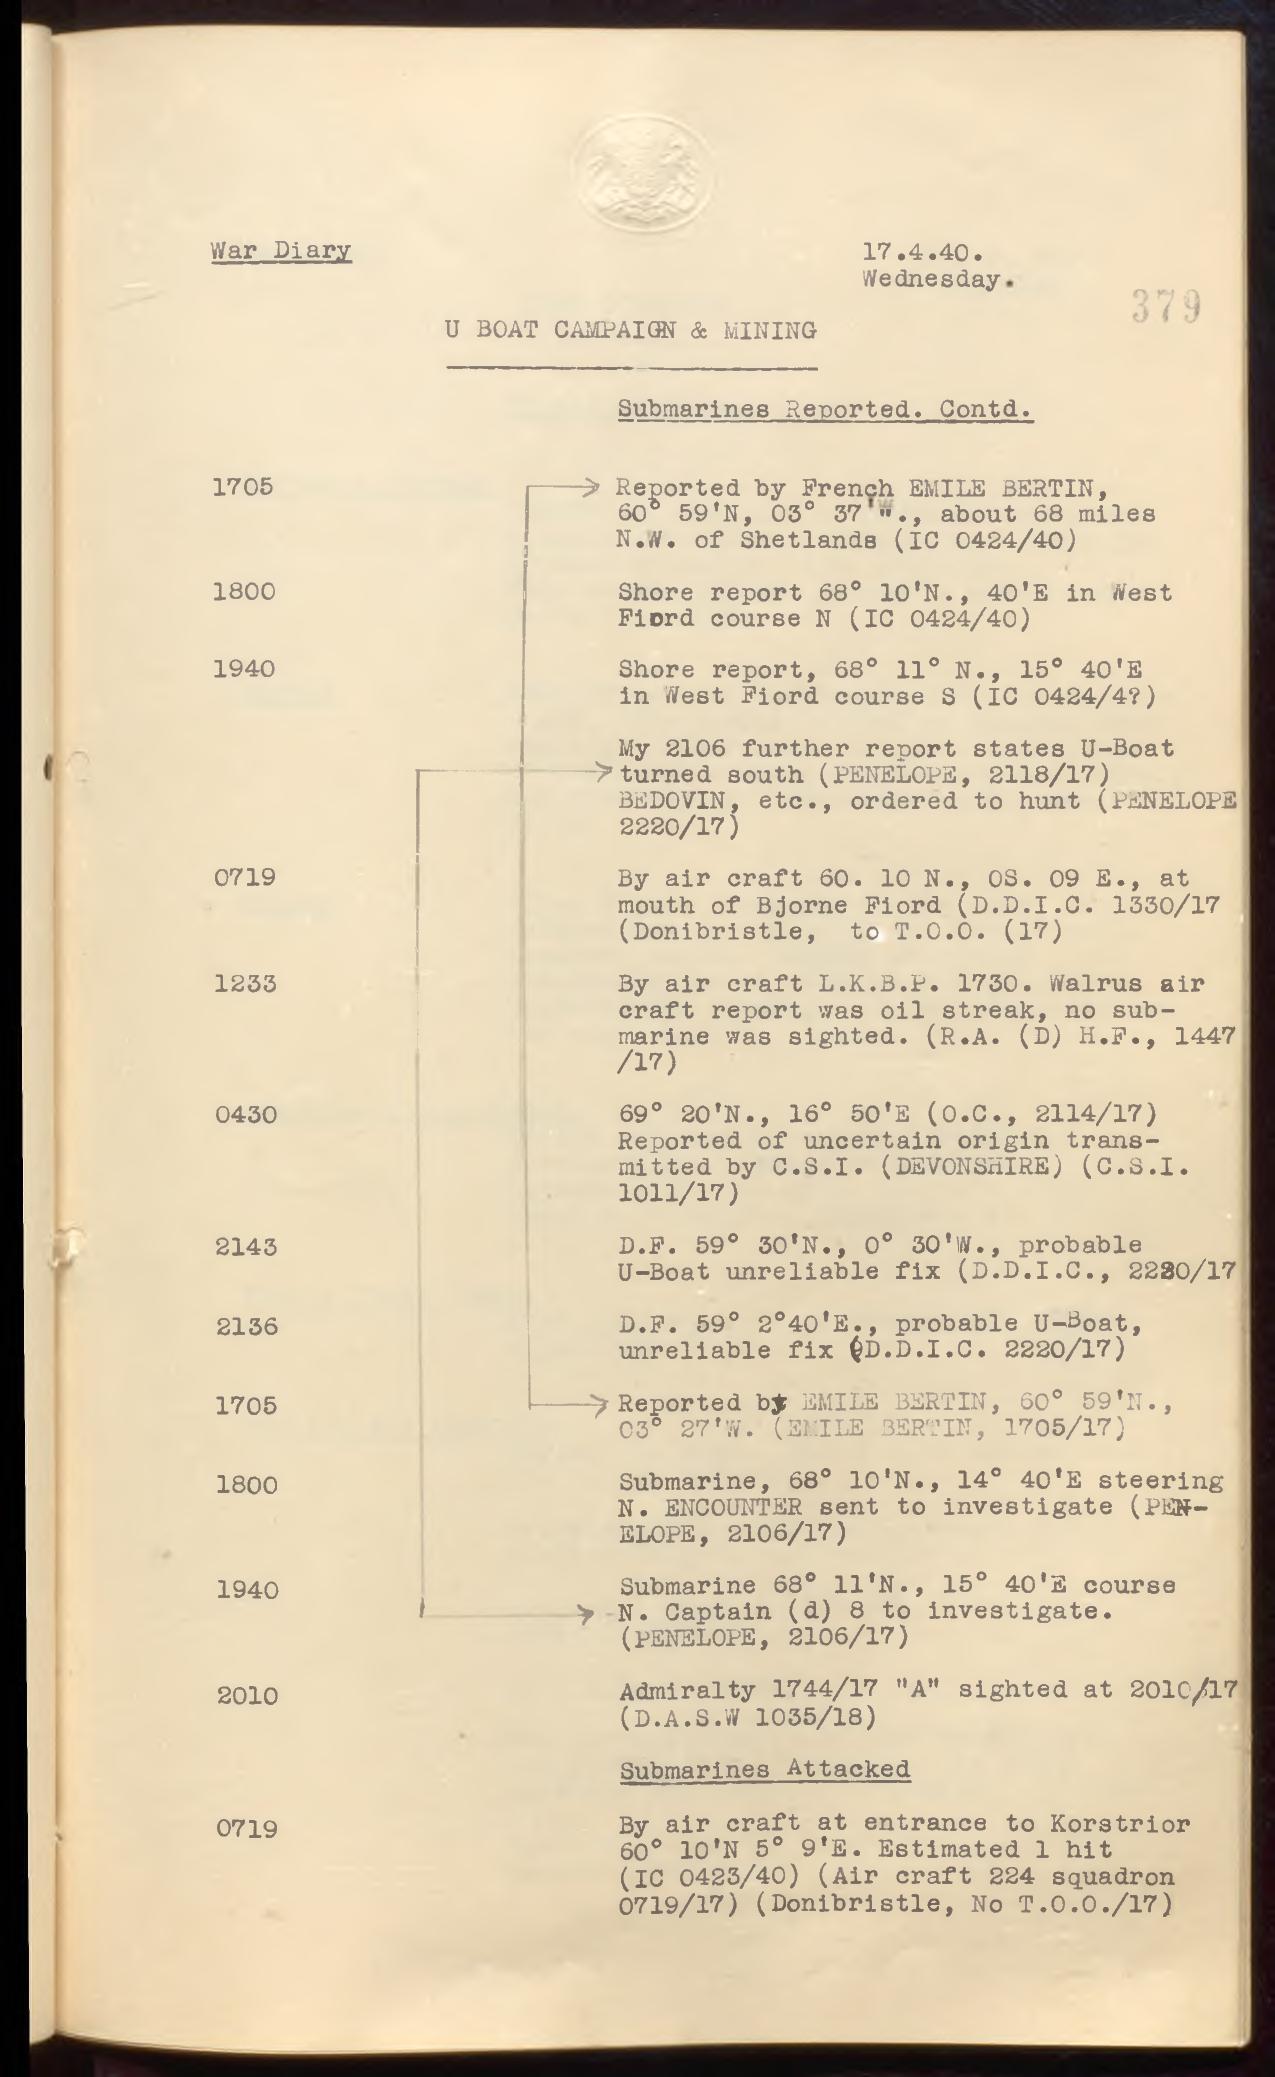 War Diary
17.4.40.
Wednesday.
379
U BOAT CAMPAIGN & MINING
Submarines Reported. Contd.
1705 Reported by French EMILE BERTIN,
60° 59'N, 03° 37'W., about 68 miles
N.W. of Shetlands (IC 0424/40)
1800 Shore report 68° 10'N., 40'E in West
Fiord course N (IC 0424/40)
1940 Shore report, 68° 11° N., 15° 40'E
in West Fiord course S (IC 0424/4?)
My 2106 further report states U-Boat
turned south (PENELOPE, 2118/17)
BEDOVIN, etc., ordered to hunt (PENELOPE
2220/17)
0719 By air craft 60. 10 N., OS. 09 E., at
mouth of Bjorne Fiord (D.D.I.C. 1330/17
(Donibristle, to T.O.O. (17)
1233 By air craft L.K.B.P. 1730. Walrus air
craft report was oil streak, no sub-
marine was sighted. (R.A. (D) H.F., 1447
/17)
0430 69° 20'N., 16° 50'E (O.C., 2114/17)
Reported of uncertain origin trans-
mitted by C.S.I. (DEVONSHIRE) (C.S.I.
1011/17)
2143 D.F. 59° 30'N., 0° 30'W., probable
U-Boat unreliable fix (D.D.I.C., 2220/17
2136 D.F. 59° 2°40'E., probable U-Boat,
unreliable fix (D.D.I.C. 2220/17)
1705 Reported by EMILE BERTIN, 60° 59'N.,
03° 27'W. (EMILE BERTIN, 1705/17)
1800 Submarine, 68° 10'N., 14° 40'E steering
N. ENCOUNTER sent to investigate (PEN-
ELOPE, 2106/17)
1940 Submarine 68° 11'N., 15° 40'E course
N. Captain (d) 8 to investigate.
(PENELOPE, 2106/17)
2010 Admiralty 1744/17 "A" sighted at 2010/17
(D.A.S.W 1035/18)
Submarines Attacked
0719 By air craft at entrance to Korstrior
60° 10'N 5° 9'E. Estimated 1 hit
(IC 0423/40) (Air craft 224 squadron
0719/17) (Donibristle, No T.O.O./17)